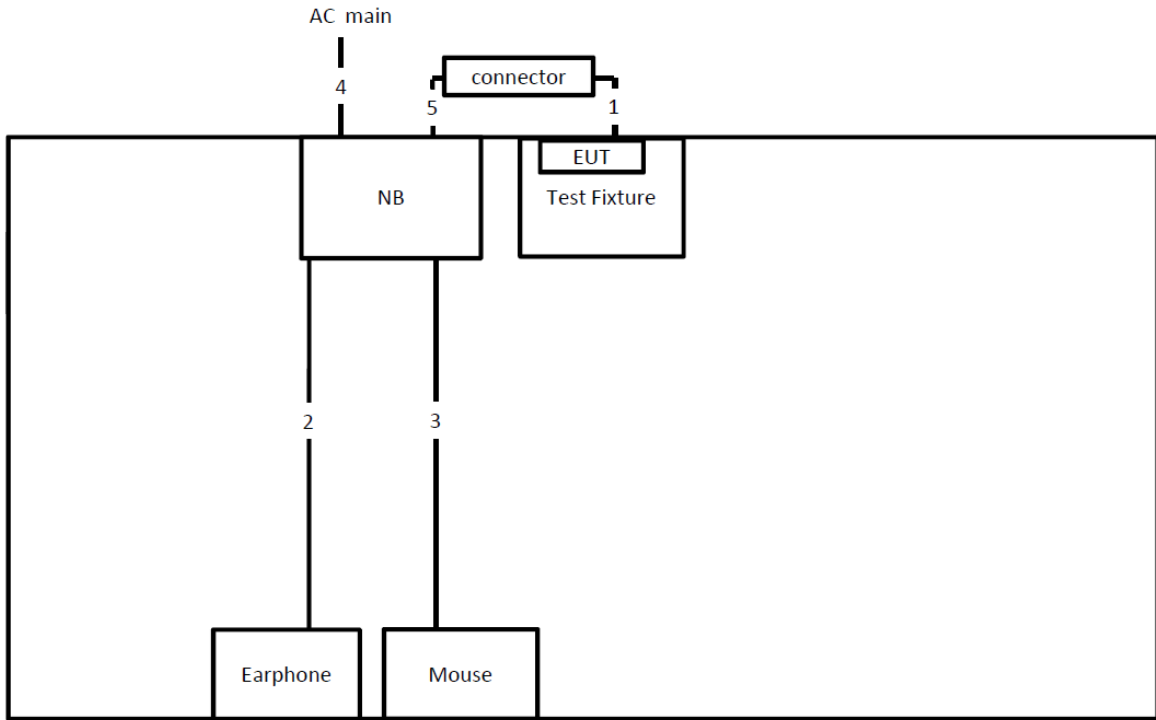 AC main
connector
4
5
1
EUT
NB
Test Fixture
2
3
Earphone
Mouse